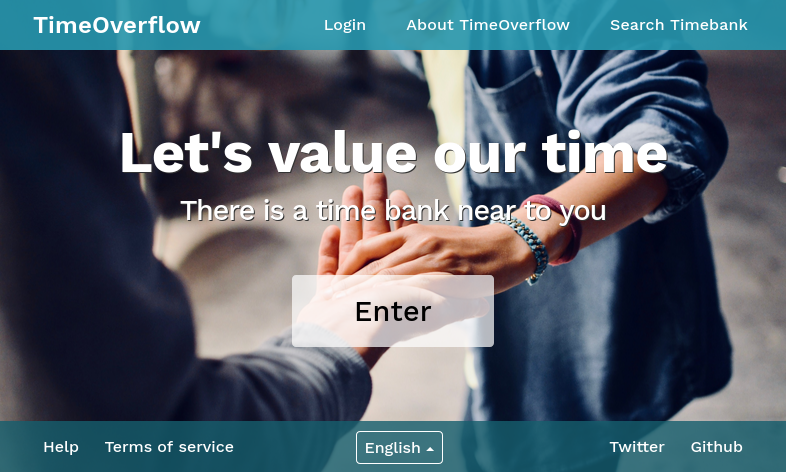 TimeOverflow Login About TimeOverflow Search Timebank
Let's value our time
There is a time bank near to you
Enter
Help Terms of service English Twitter Github